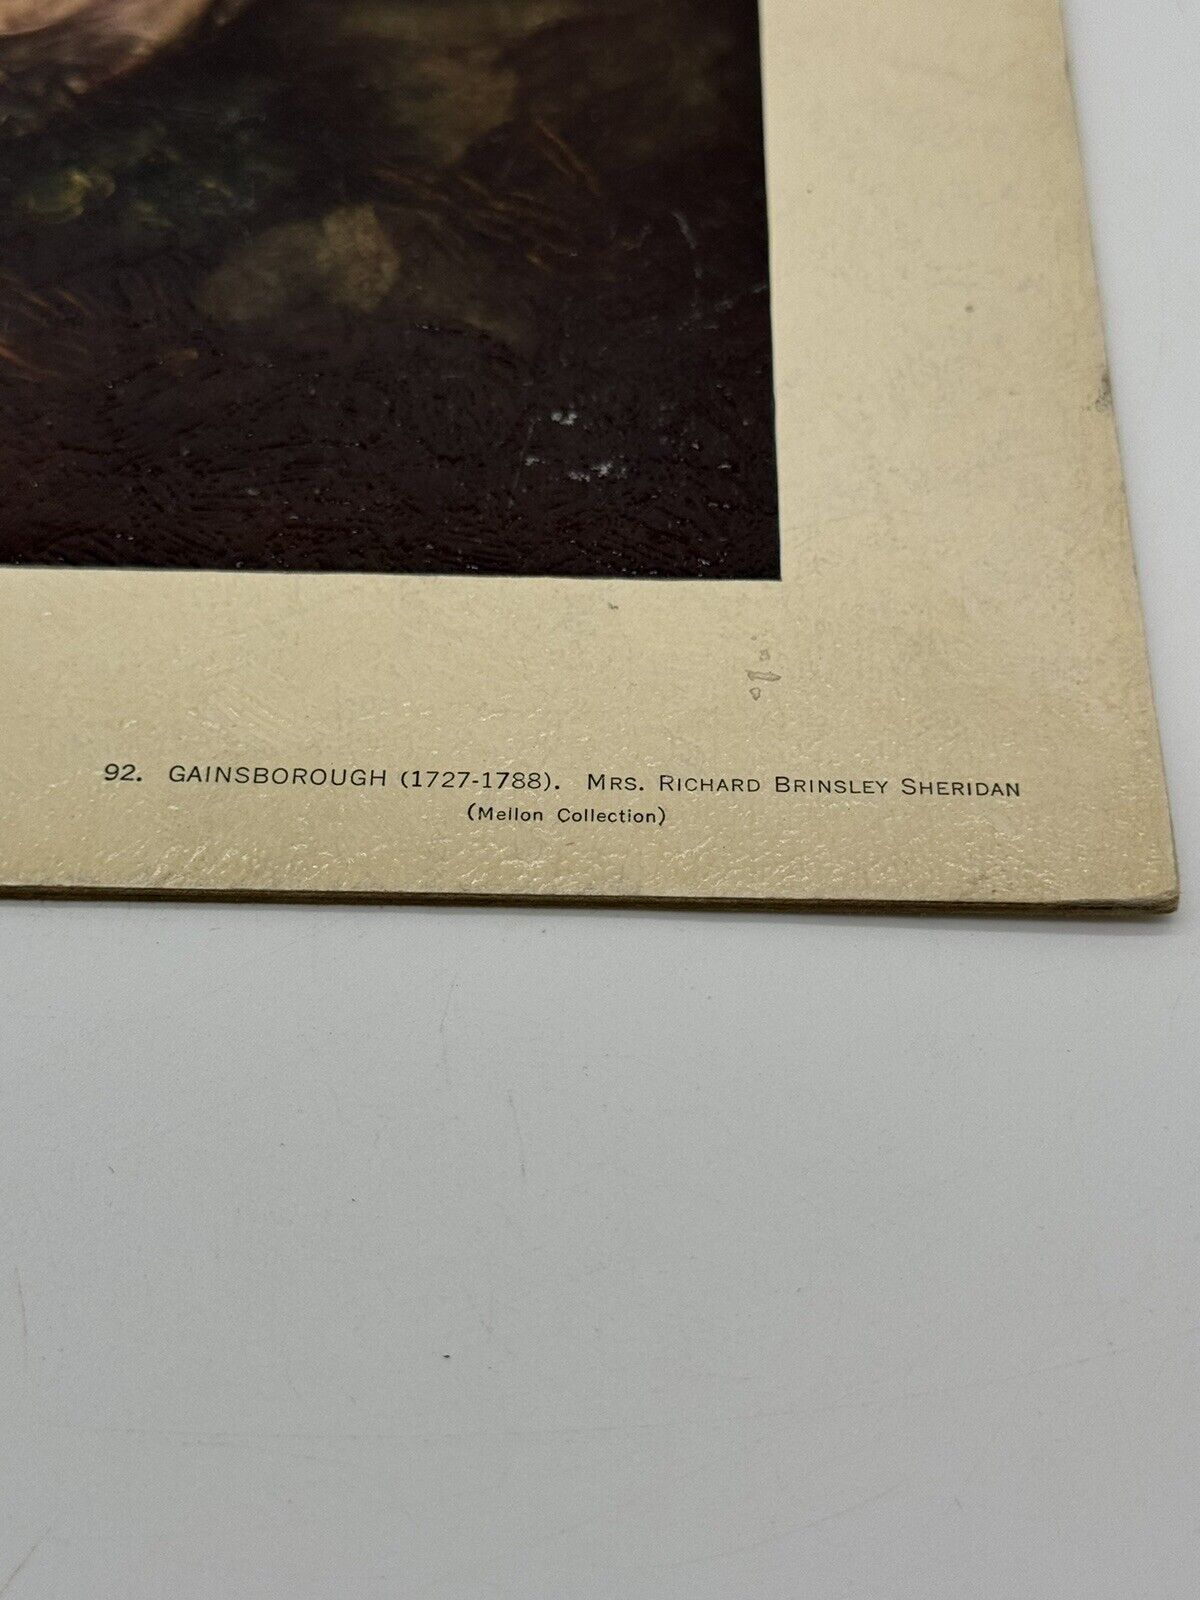 92. GAINSBOROUGH (1727-1788). MRS. RICHARD BRINSLEY SHERIDAN
(Mellon Collection)